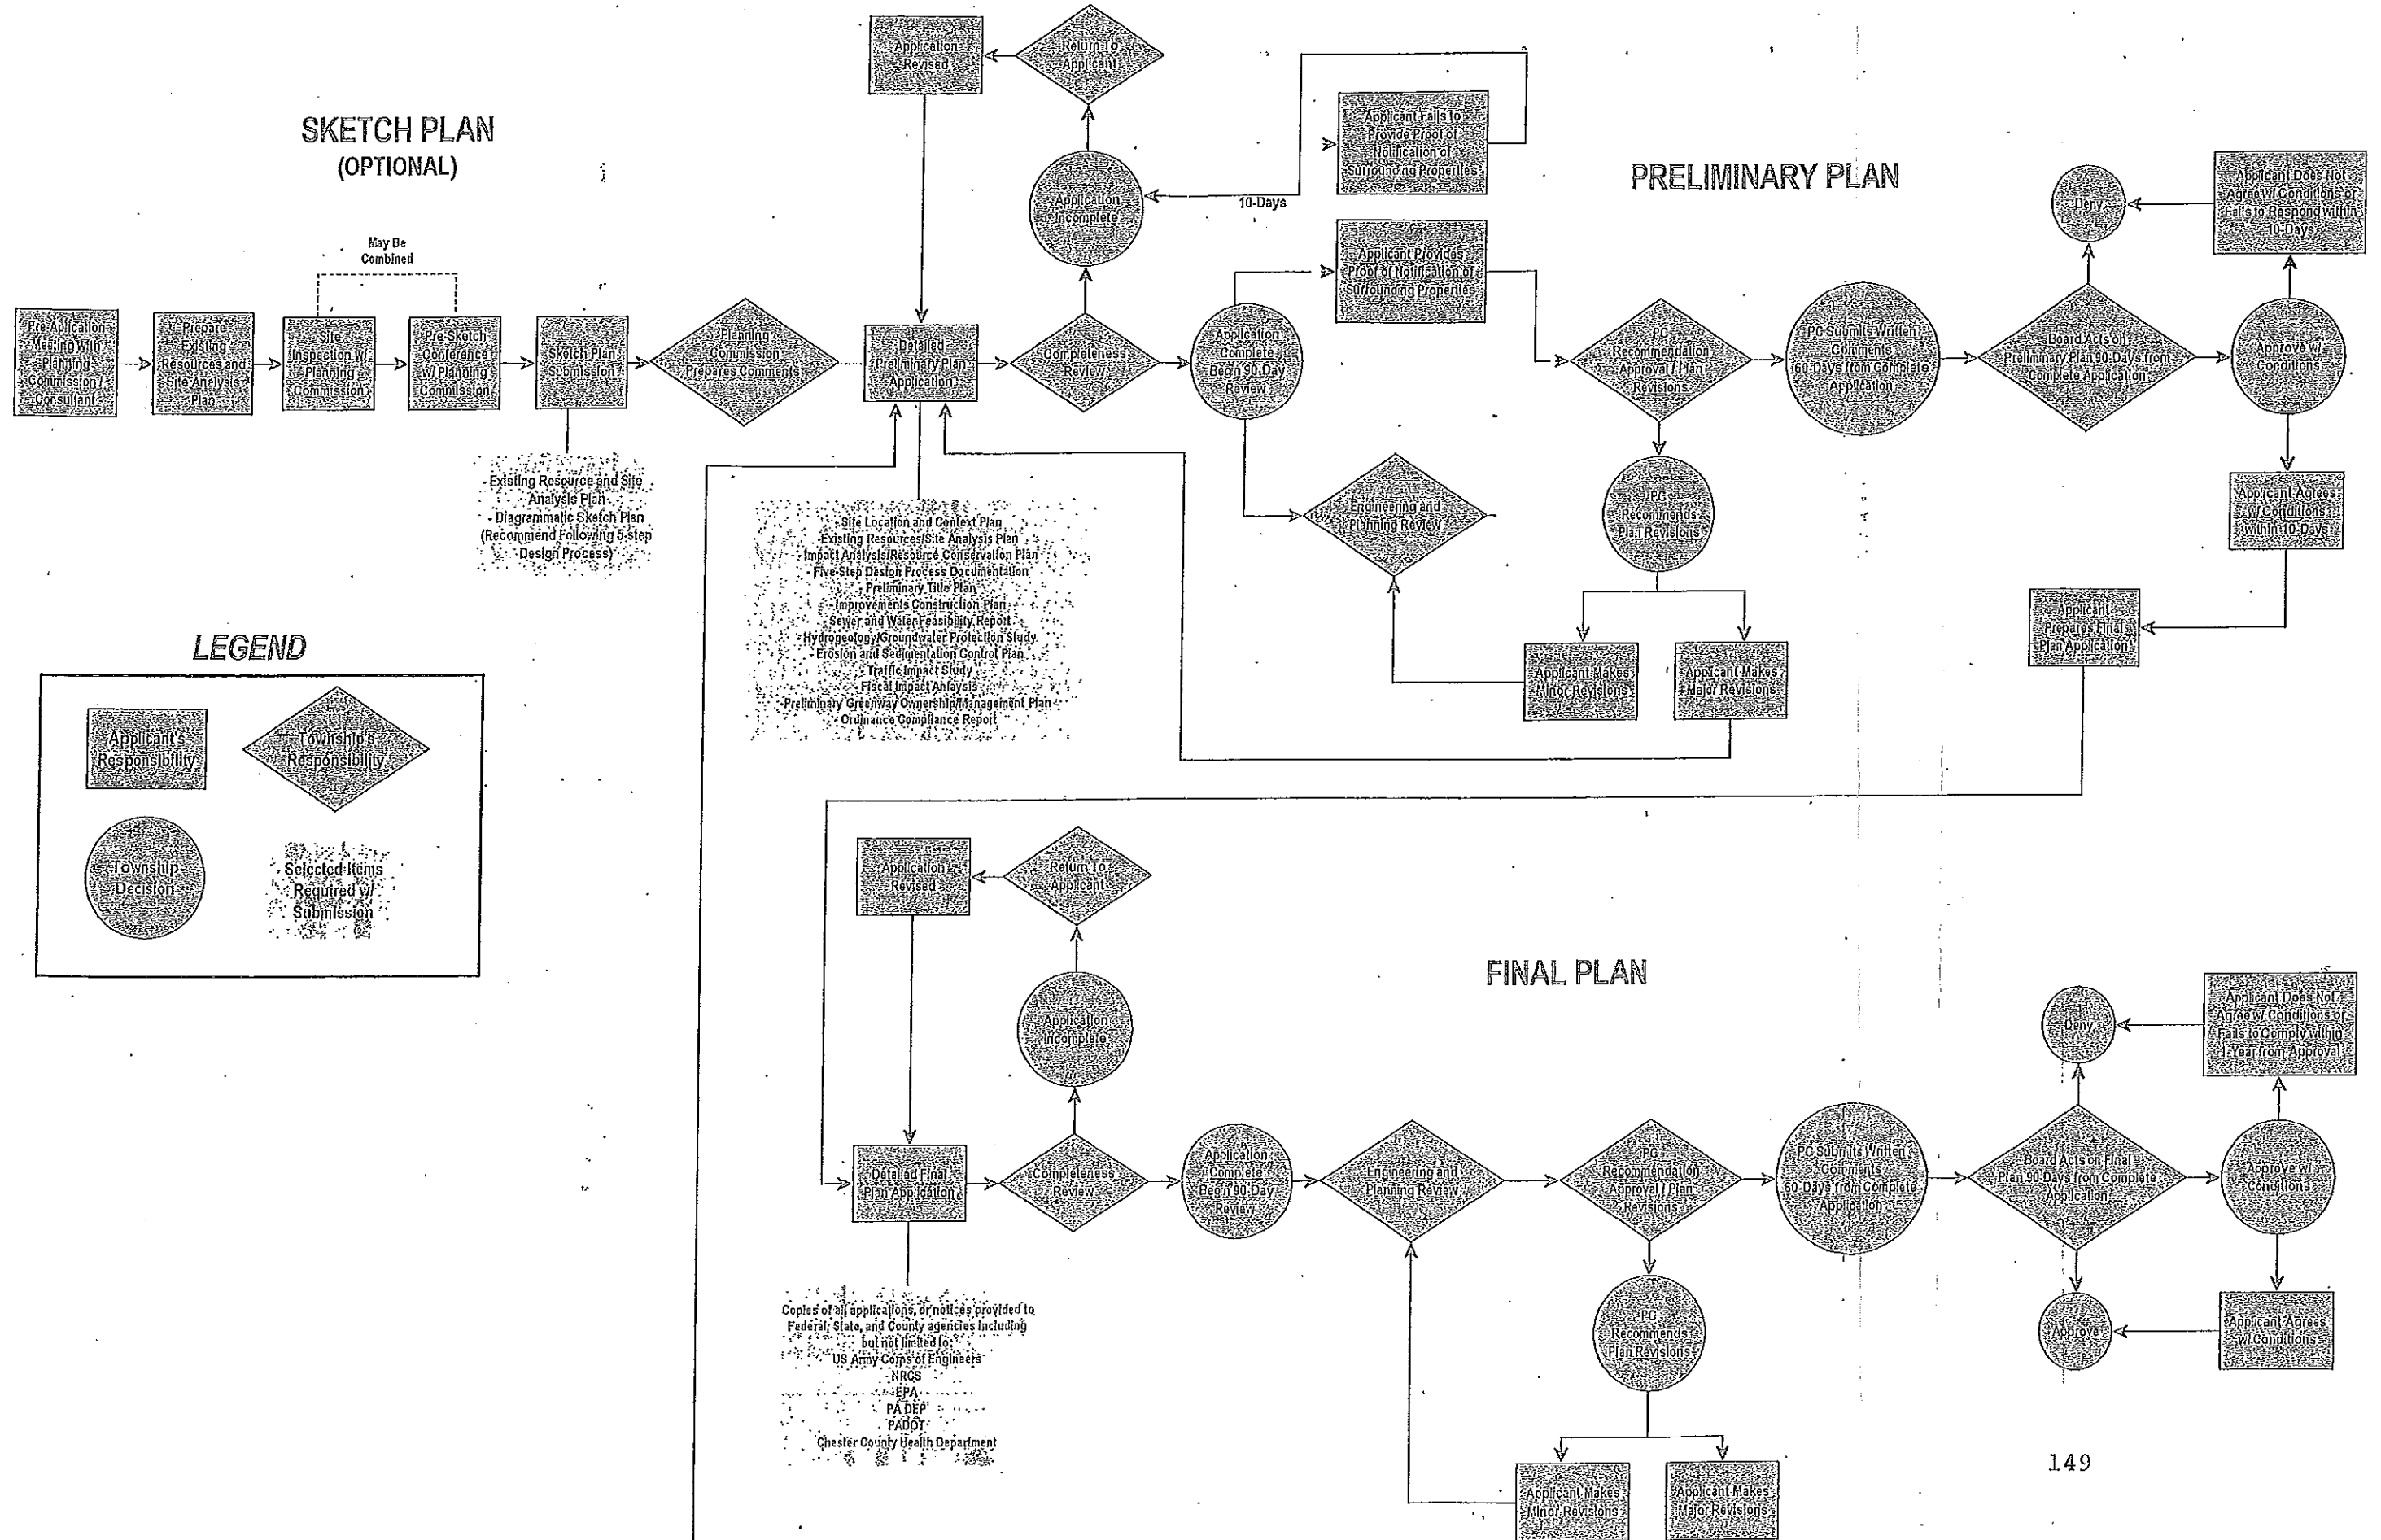 SKETCH PLAN
(OPTIONAL)
May Be
Combined
Pre-Aplication
Meeting with
Planning
Commission /
Consultant
Prepare
Existing
Resources and
Site Analysis
Plan
Site
Inspection w/
Planning
Commission
Pre-Sketch
Conference
w/ Planning
Commission
Sketch Plan
Submission
- Existing Resource and Site
Analysis Plan
- Diagrammatic Sketch Plan
(Recommend Following 5-step
Design Process)
Planning
Commission
Prepares Comments
PRELIMINARY PLAN
Application
Revised
Return To
Applicant
Application
Incomplete
10-Days
Applicant Fails to
Provide Proof of
Notification of
Surrounding Properties
Applicant Provides
Proof of Notification of
Surrounding Properties
Detailed
Preliminary Plan
Application
Completeness
Review
Application
Complete
Begin 90-Day
Review
Engineering and
Planning Review
PC
Recommendation
Approval / Plan
Revisions
PC Submits Written
Comments
60-Days from Complete
Application
Board Acts on
Preliminary Plan 90-Days from
Complete Application
Deny
Applicant Does Not
Agree w/ Conditions or
Fails to Respond within
10-Days
Approve w/
Conditions
Applicant Agrees
w/ Conditions
within 10-Days
Applicant
Prepares Final
Plan Application
PC
Recommends
Plan Revisions
Applicant Makes
Minor Revisions
Applicant Makes
Major Revisions
- Site Location and Context Plan
- Existing Resources/Site Analysis Plan
- Impact Analysis/Resource Conservation Plan
- Five-Step Design Process Documentation
- Preliminary Title Plan
- Improvements Construction Plan
- Sewer and Water Feasibility Report
- Hydrogeology/Groundwater Protection Study
- Erosion and Sedimentation Control Plan
- Traffic Impact Study
- Fiscal Impact Anlaysis
- Preliminary Greenway Ownership/Management Plan
- Ordinance Compliance Report
LEGEND
Applicant's
Responsibility
Township's
Responsibility
Township
Decision
Selected Items
Required w/
Submission
FINAL PLAN
Application
Revised
Return To
Applicant
Application
Incomplete
Detailed Final
Plan Application
Completeness
Review
Application
Complete
Begin 90-Day
Review
Engineering and
Planning Review
PC
Recommendation
Approval / Plan
Revisions
PC Submits Written
Comments
60-Days from Complete
Application
Board Acts on Final
Plan 90-Days from Complete
Application
Deny
Applicant Does Not
Agree w/ Conditions or
Fails to Comply within
1-Year from Approval
Approve w/
Conditions
Approve
Applicant Agrees
w/ Conditions
PC
Recommends
Plan Revisions
Applicant Makes
Minor Revisions
Applicant Makes
Major Revisions
Copies of all applications, or notices provided to
Federal, State, and County agencies including
but not limited to:
US Army Corps of Engineers
NRCS
EPA
PA DEP
PADOT
Chester County Health Department
149